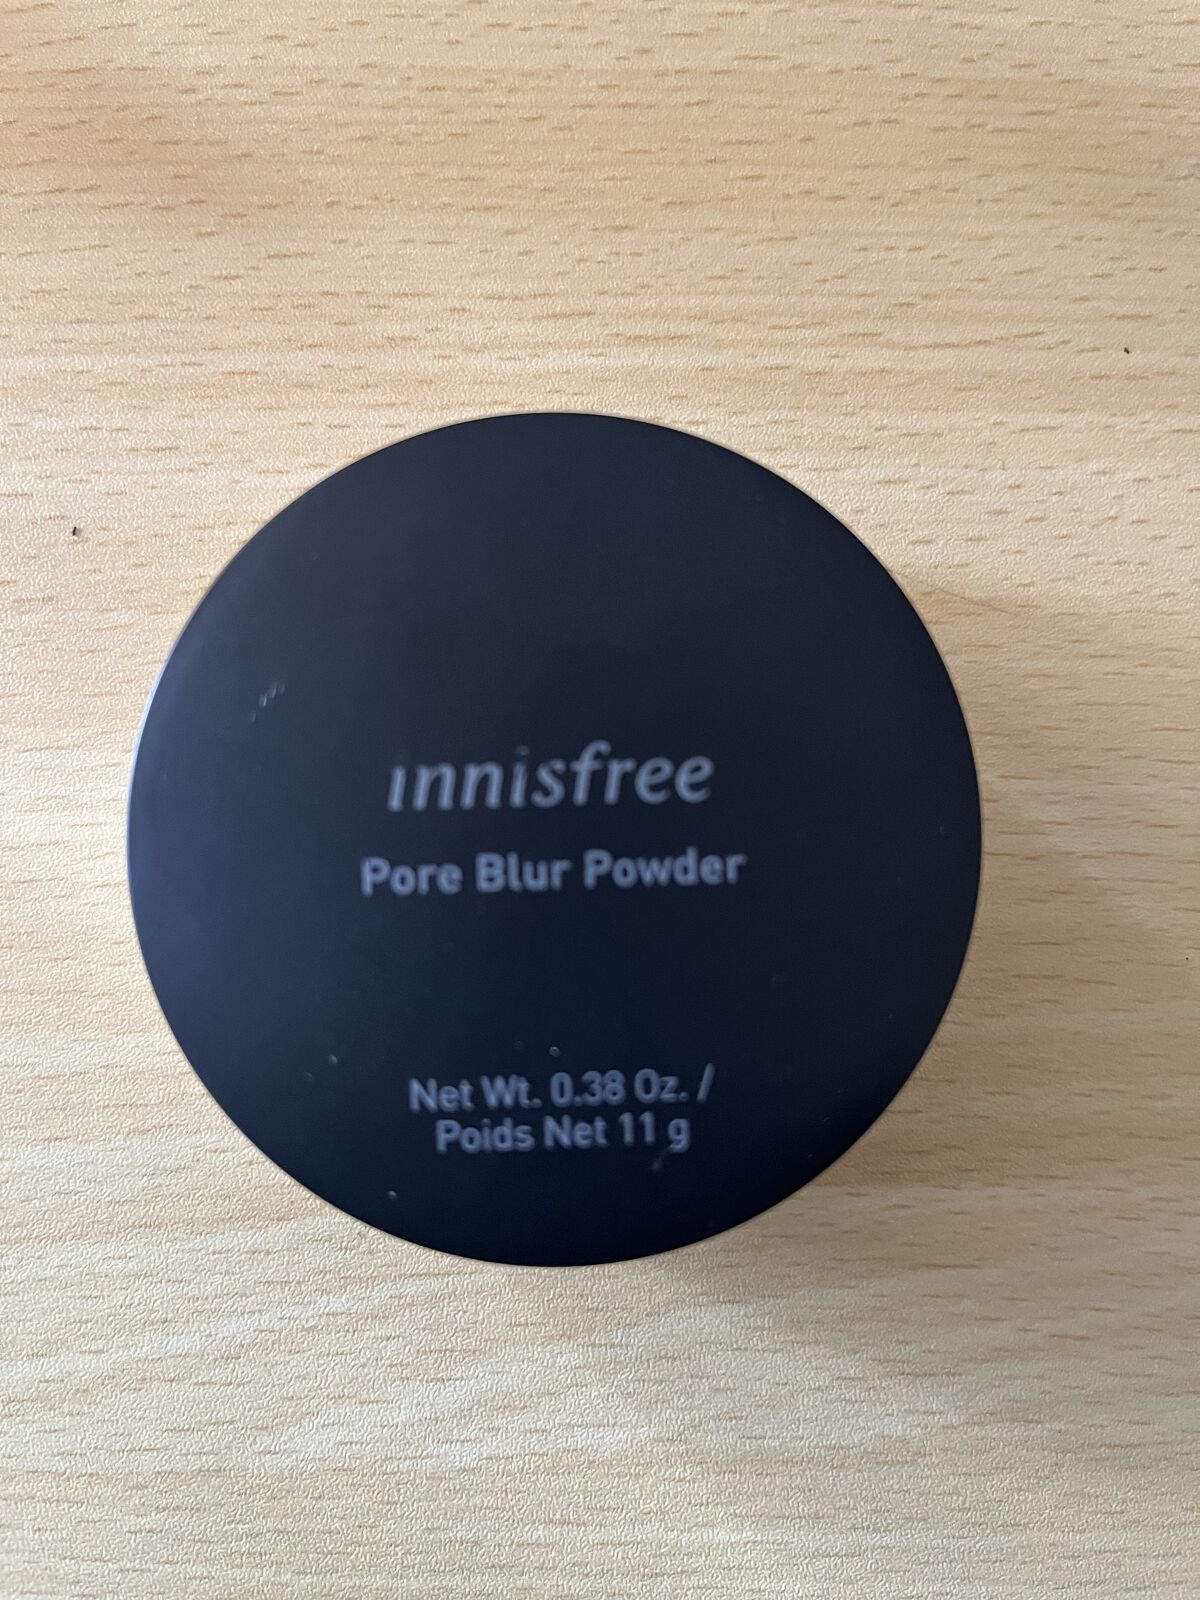 innisfree
Pore Blur Powder
Net Wt. 0.38 Oz. /
Poids Net 11 g